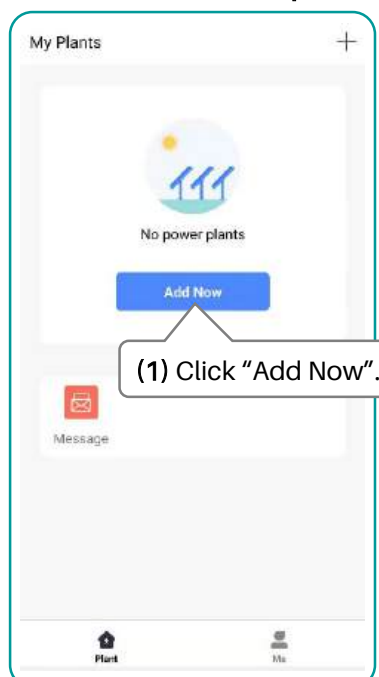 My Plants +
No power plants
Add Now
(1) Click “Add Now”.
Message
Plant Me